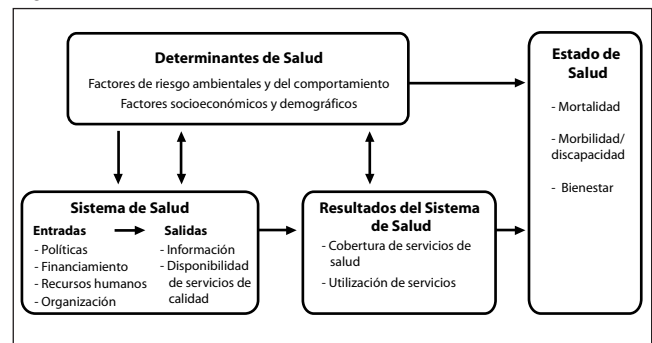 Determinantes de Salud
Factores de riesgo ambientales y del comportamiento
Factores socioeconómicos y demográficos
Estado de
Salud
- Mortalidad
- Morbilidad/
discapacidad
- Bienestar
Sistema de Salud
Entradas
- Políticas
- Financiamiento
- Recursos humanos
- Organización
Salidas
- Información
- Disponibilidad
de servicios de
calidad
Resultados del Sistema
de Salud
- Cobertura de servicios de
salud
- Utilización de servicios